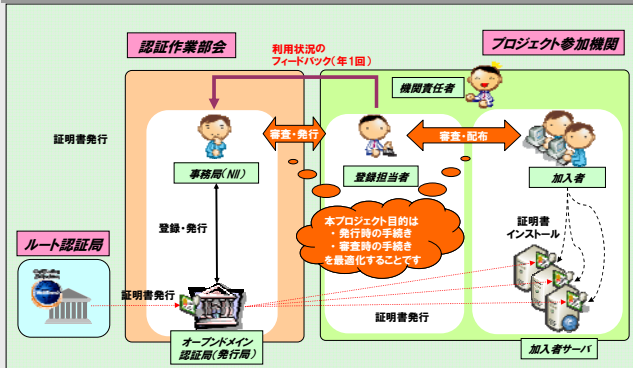 認証作業部会
利用状況の
フィードバック(年1回)
プロジェクト参加機関
機関責任者
証明書発行
審査・発行
審査・配布
事務局(NII)
登録担当者
加入者
登録・発行
本プロジェクト目的は
・発行時の手続き
・審査時の手続き
を最適化することです
証明書
インストール
ルート認証局
証明書発行
証明書発行
オープンドメイン
認証局(発行局)
加入者サーバ